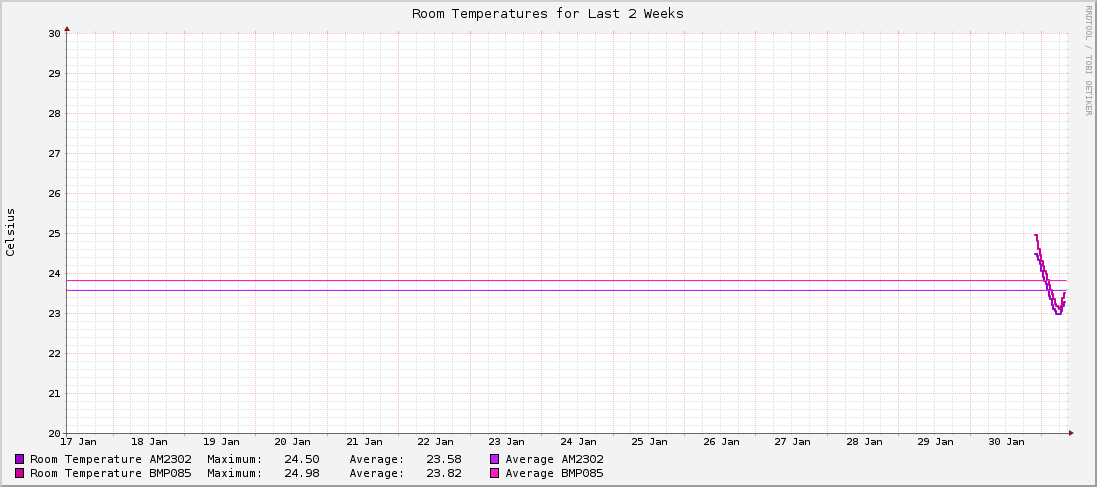 Room Temperatures for Last 2 Weeks
RRDTOOL / TOBI OETIKER
Celsius
30
29
28
27
26
25
24
23
22
21
20
17 Jan 18 Jan 19 Jan 20 Jan 21 Jan 22 Jan 23 Jan 24 Jan 25 Jan 26 Jan 27 Jan 28 Jan 29 Jan 30 Jan
Room Temperature AM2302 Maximum: 24.50 Average: 23.58 Average AM2302
Room Temperature BMP085 Maximum: 24.98 Average: 23.82 Average BMP085